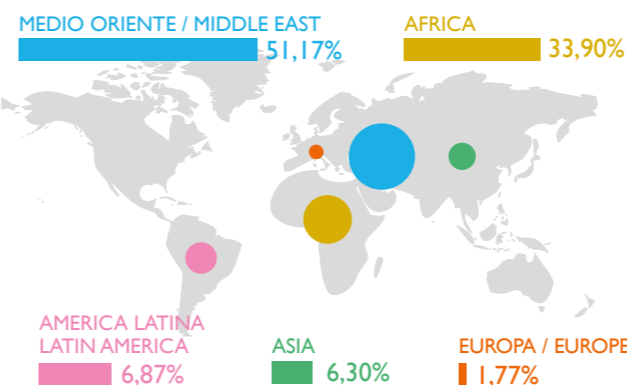 MEDIO ORIENTE / MIDDLE EAST
51,17%
AFRICA
33,90%
AMERICA LATINA
LATIN AMERICA
6,87%
ASIA
6,30%
EUROPA / EUROPE
1,77%